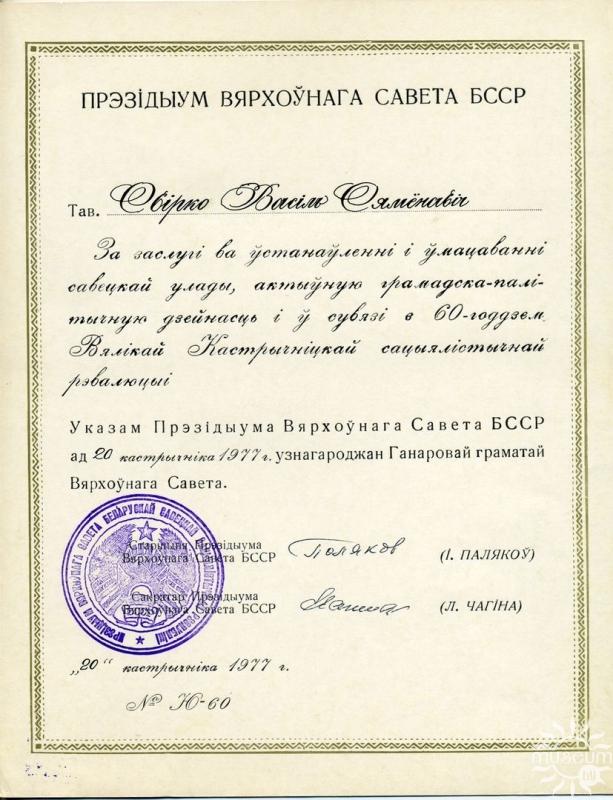 ПРЭЗІДЫУМ ВЯРХОЎНАГА САВЕТА БССР
Тав. Свірко Васіль Сямёнавіч
За заслугі ва ўстанаўленні і ўмацаванні
савецкай улады, актыўную грамадска-палі-
тычную дзейнасць і ў сувязі з 60-годдзем
Вялікай Кастрычніцкай сацыялістычнай
рэвалюцыі
Указам Прэзідыума Вярхоўнага Савета БССР
ад 20 кастрычніка 1977 г. узнагароджан Ганаровай граматай
Вярхоўнага Савета.
Старшыня Прэзідыума
Вярхоўнага Савета БССР Поляков (І. ПАЛЯКОЎ)
Сакратар Прэзідыума
Вярхоўнага Савета БССР (Л. ЧАГІНА)
„20“ кастрычніка 1977 г.
№ Ю-60
museum